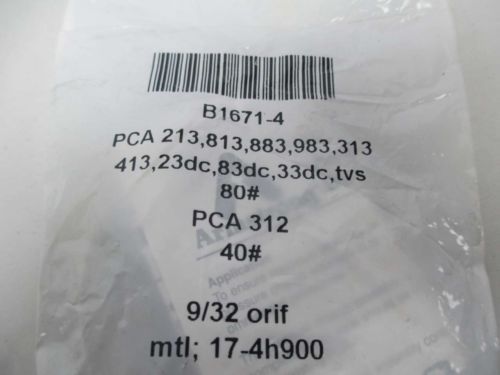 B1671-4
PCA 213,813,883,983,313
413,23dc,83dc,33dc,tvs
80#
PCA 312
40#
9/32 orif
mtl; 17-4h900